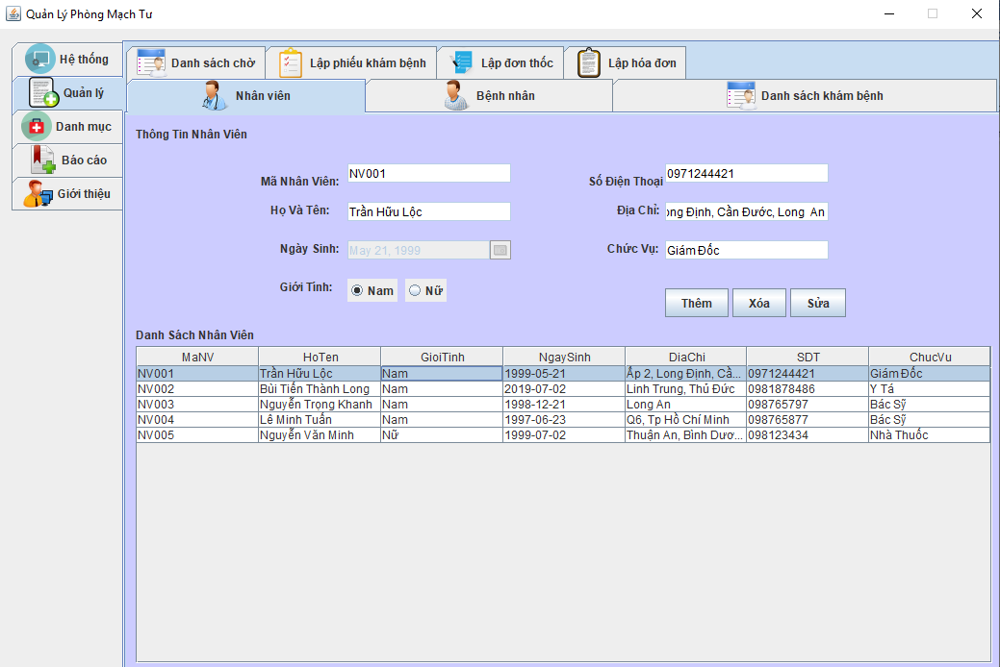 Quản Lý Phòng Mạch Tư
Hệ thống
Quản lý
Danh mục
Báo cáo
Giới thiệu
Danh sách chờ
Lập phiếu khám bệnh
Lập đơn thốc
Lập hóa đơn
Nhân viên
Bệnh nhân
Danh sách khám bệnh
Thông Tin Nhân Viên
Mã Nhân Viên: NV001 Số Điện Thoại 0971244421
Họ Và Tên: Trần Hữu Lộc Địa Chỉ: ong Định, Cần Đước, Long An
Ngày Sinh: May 21, 1999 Chức Vụ: Giám Đốc
Giới Tính: Nam Nữ
Thêm Xóa Sửa
Danh Sách Nhân Viên
MaNV HoTen GioiTinh NgaySinh DiaChi SDT ChucVu
NV001 Trần Hữu Lộc Nam 1999-05-21 Ấp 2, Long Định, Cầ... 0971244421 Giám Đốc
NV002 Bùi Tiến Thành Long Nam 2019-07-02 Linh Trung, Thủ Đức 0981878486 Y Tá
NV003 Nguyễn Trọng Khanh Nam 1998-12-21 Long An 098765797 Bác Sỹ
NV004 Lê Minh Tuấn Nam 1997-06-23 Q6, Tp Hồ Chí Minh 098765877 Bác Sỹ
NV005 Nguyễn Văn Minh Nữ 1999-07-02 Thuận An, Bình Dươ... 098123434 Nhà Thuốc